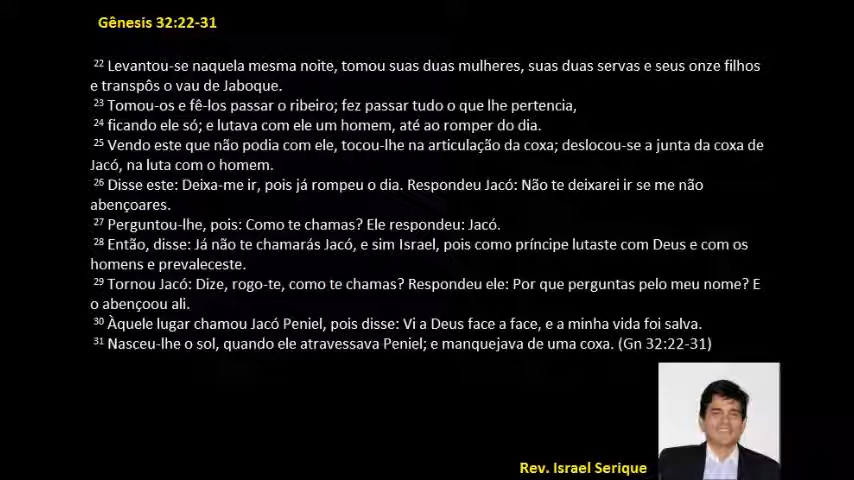 Gênesis 32:22-31
22 Levantou-se naquela mesma noite, tomou suas duas mulheres, suas duas servas e seus onze filhos
e transpôs o vau de Jaboque.
23 Tomou-os e fê-los passar o ribeiro; fez passar tudo o que lhe pertencia,
24 ficando ele só; e lutava com ele um homem, até ao romper do dia.
25 Vendo este que não podia com ele, tocou-lhe na articulação da coxa; deslocou-se a junta da coxa de
Jacó, na luta com o homem.
26 Disse este: Deixa-me ir, pois já rompeu o dia. Respondeu Jacó: Não te deixarei ir se me não
abençoares.
27 Perguntou-lhe, pois: Como te chamas? Ele respondeu: Jacó.
28 Então, disse: Já não te chamarás Jacó, e sim Israel, pois como príncipe lutaste com Deus e com os
homens e prevaleceste.
29 Tornou Jacó: Dize, rogo-te, como te chamas? Respondeu ele: Por que perguntas pelo meu nome? E
o abençoou ali.
30 Àquele lugar chamou Jacó Peniel, pois disse: Vi a Deus face a face, e a minha vida foi salva.
31 Nasceu-lhe o sol, quando ele atravessava Peniel; e manquejava de uma coxa. (Gn 32:22-31)
Rev. Israel Serique